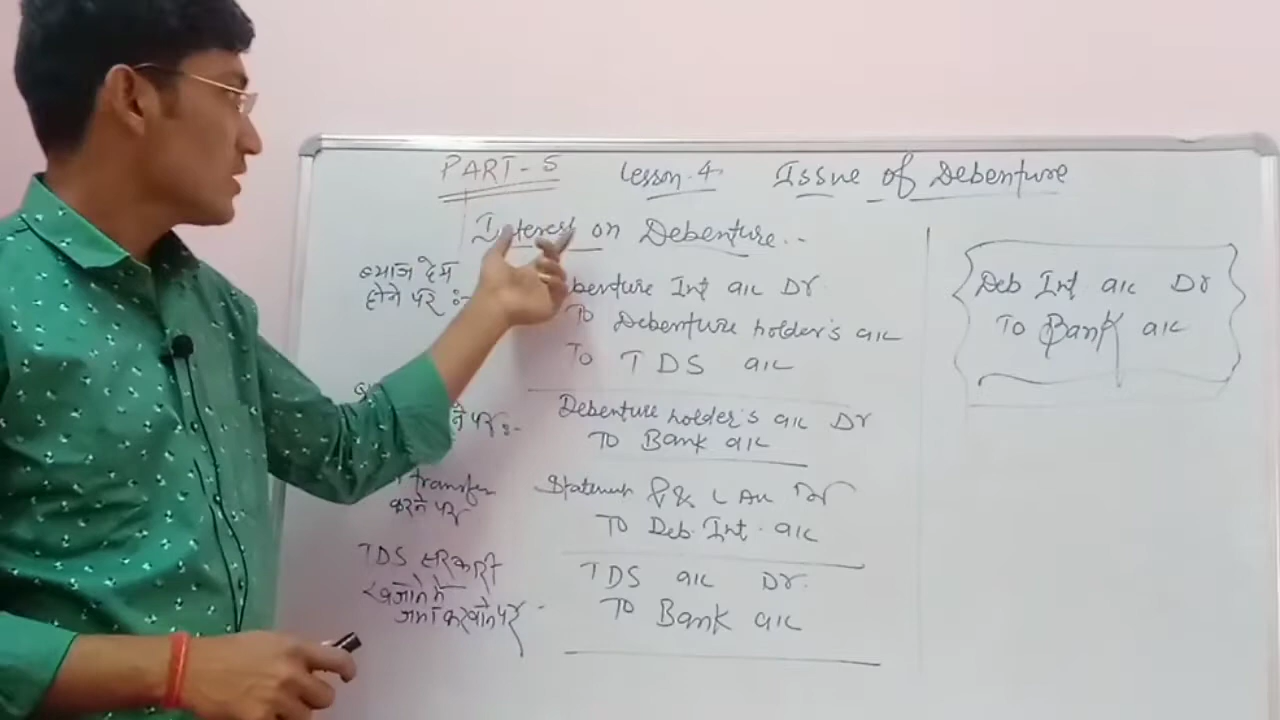 PART-5 Lesson-4 Issue of Debenture
Interest on Debenture..
ब्याज देय
होने पर :-
benture Int a/c Dr
To Debenture holder's a/c
To TDS a/c
ने पर :-
Debenture holder's a/c Dr
To Bank a/c
transfer
करने पर
Statement P& L Dr
To Deb. Int. a/c
TDS सरकारी
खजाने में
जमा करवाने पर -
TDS a/c Dr.
To Bank a/c
Deb Int a/c Dr
To Bank a/c